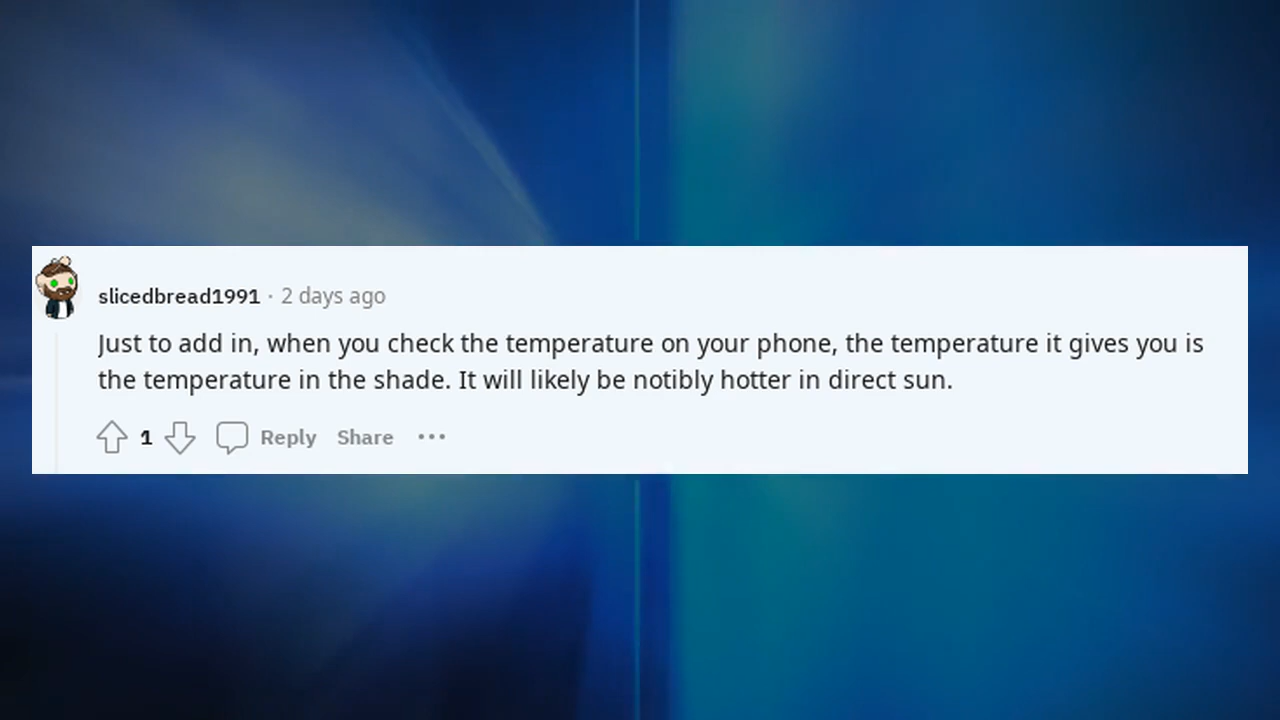 slicedbread1991 · 2 days ago
Just to add in, when you check the temperature on your phone, the temperature it gives you is
the temperature in the shade. It will likely be notibly hotter in direct sun.
1 Reply Share ···